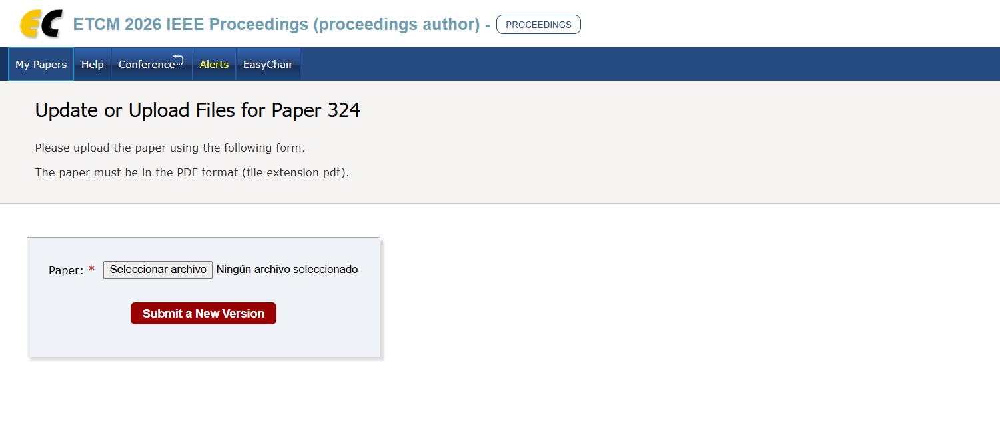 EC ETCM 2026 IEEE Proceedings (proceedings author) - PROCEEDINGS
My Papers Help Conference Alerts EasyChair
Update or Upload Files for Paper 324
Please upload the paper using the following form.
The paper must be in the PDF format (file extension pdf).
Paper: * Seleccionar archivo Ningún archivo seleccionado
Submit a New Version